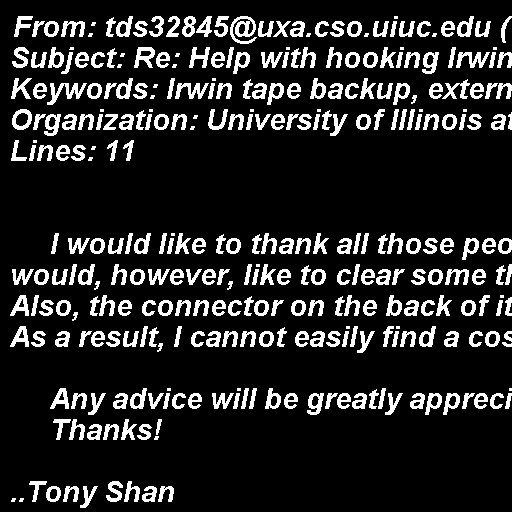 From: tds32845@uxa.cso.uiuc.edu (
Subject: Re: Help with hooking Irwin
Keywords: Irwin tape backup, extern
Organization: University of Illinois at
Lines: 11
I would like to thank all those peo
would, however, like to clear some th
Also, the connector on the back of it
As a result, I cannot easily find a cos
Any advice will be greatly appreci
Thanks!
..Tony Shan